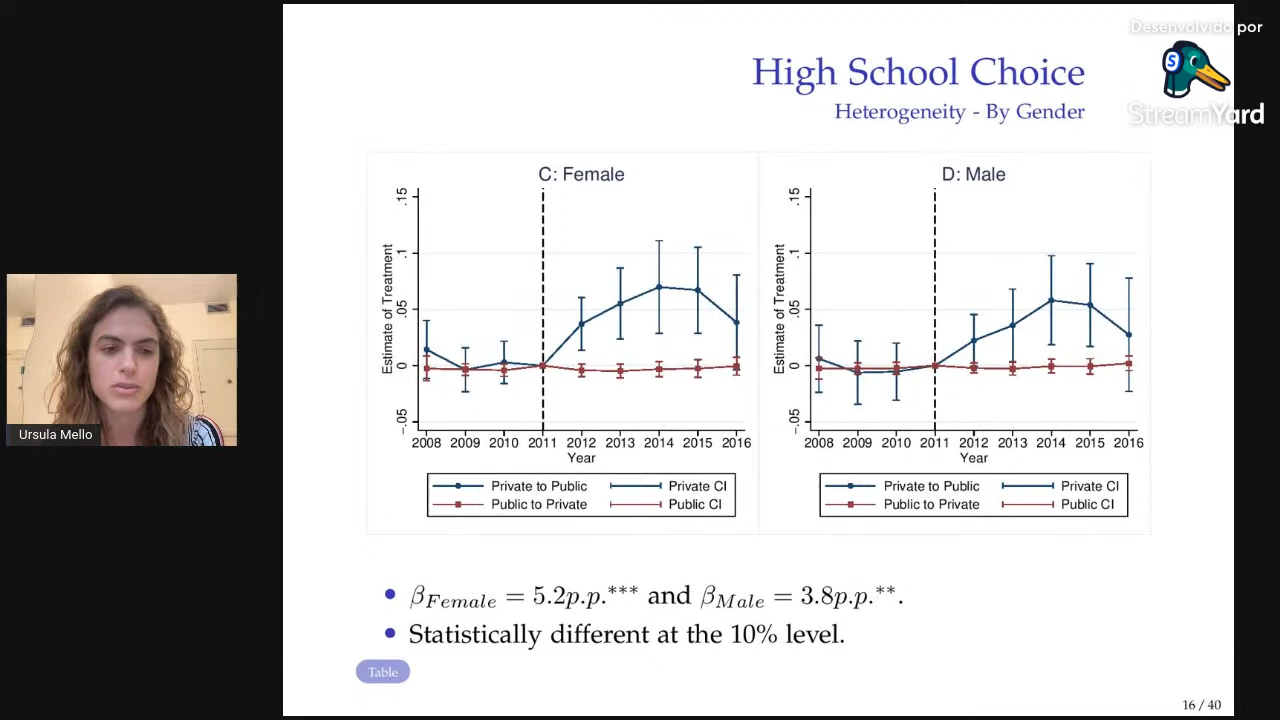 Desenvolvido por
StreamYard
High School Choice
Heterogeneity - By Gender
C: Female
.15
.1
.05
0
-.05
Estimate of Treatment
2008 2009 2010 2011 2012 2013 2014 2015 2016
Year
Private to Public Private CI
Public to Private Public CI
D: Male
.15
.1
.05
0
-.05
Estimate of Treatment
2008 2009 2010 2011 2012 2013 2014 2015 2016
Year
Private to Public Private CI
Public to Private Public CI
Ursula Mello
• βFemale = 5.2p.p.*** and βMale = 3.8p.p.**.
• Statistically different at the 10% level.
Table
16 / 40